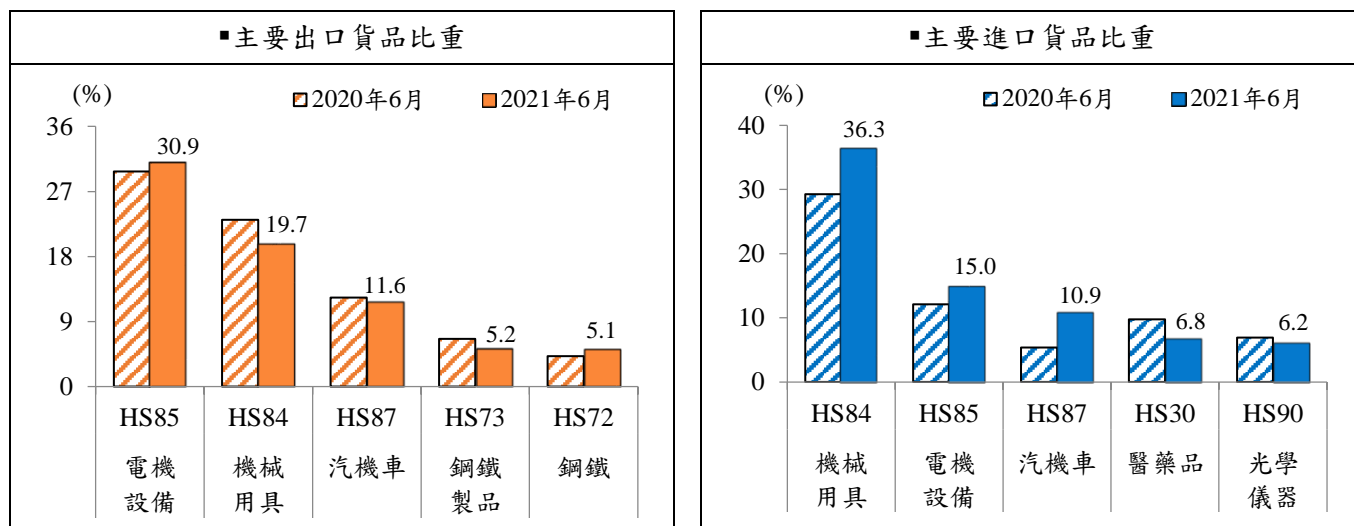 ▪主要出口貨品比重
(%)
2020年6月 2021年6月
36
27
18
9
0
30.9
19.7
11.6
5.2
5.1
HS85 HS84 HS87 HS73 HS72
電機 機械 汽機車 鋼鐵 鋼鐵
設備 用具 製品
▪主要進口貨品比重
(%)
2020年6月 2021年6月
40
30
20
10
0
36.3
15.0
10.9
6.8
6.2
HS84 HS85 HS87 HS30 HS90
機械 電機 汽機車 醫藥品 光學
用具 設備 儀器